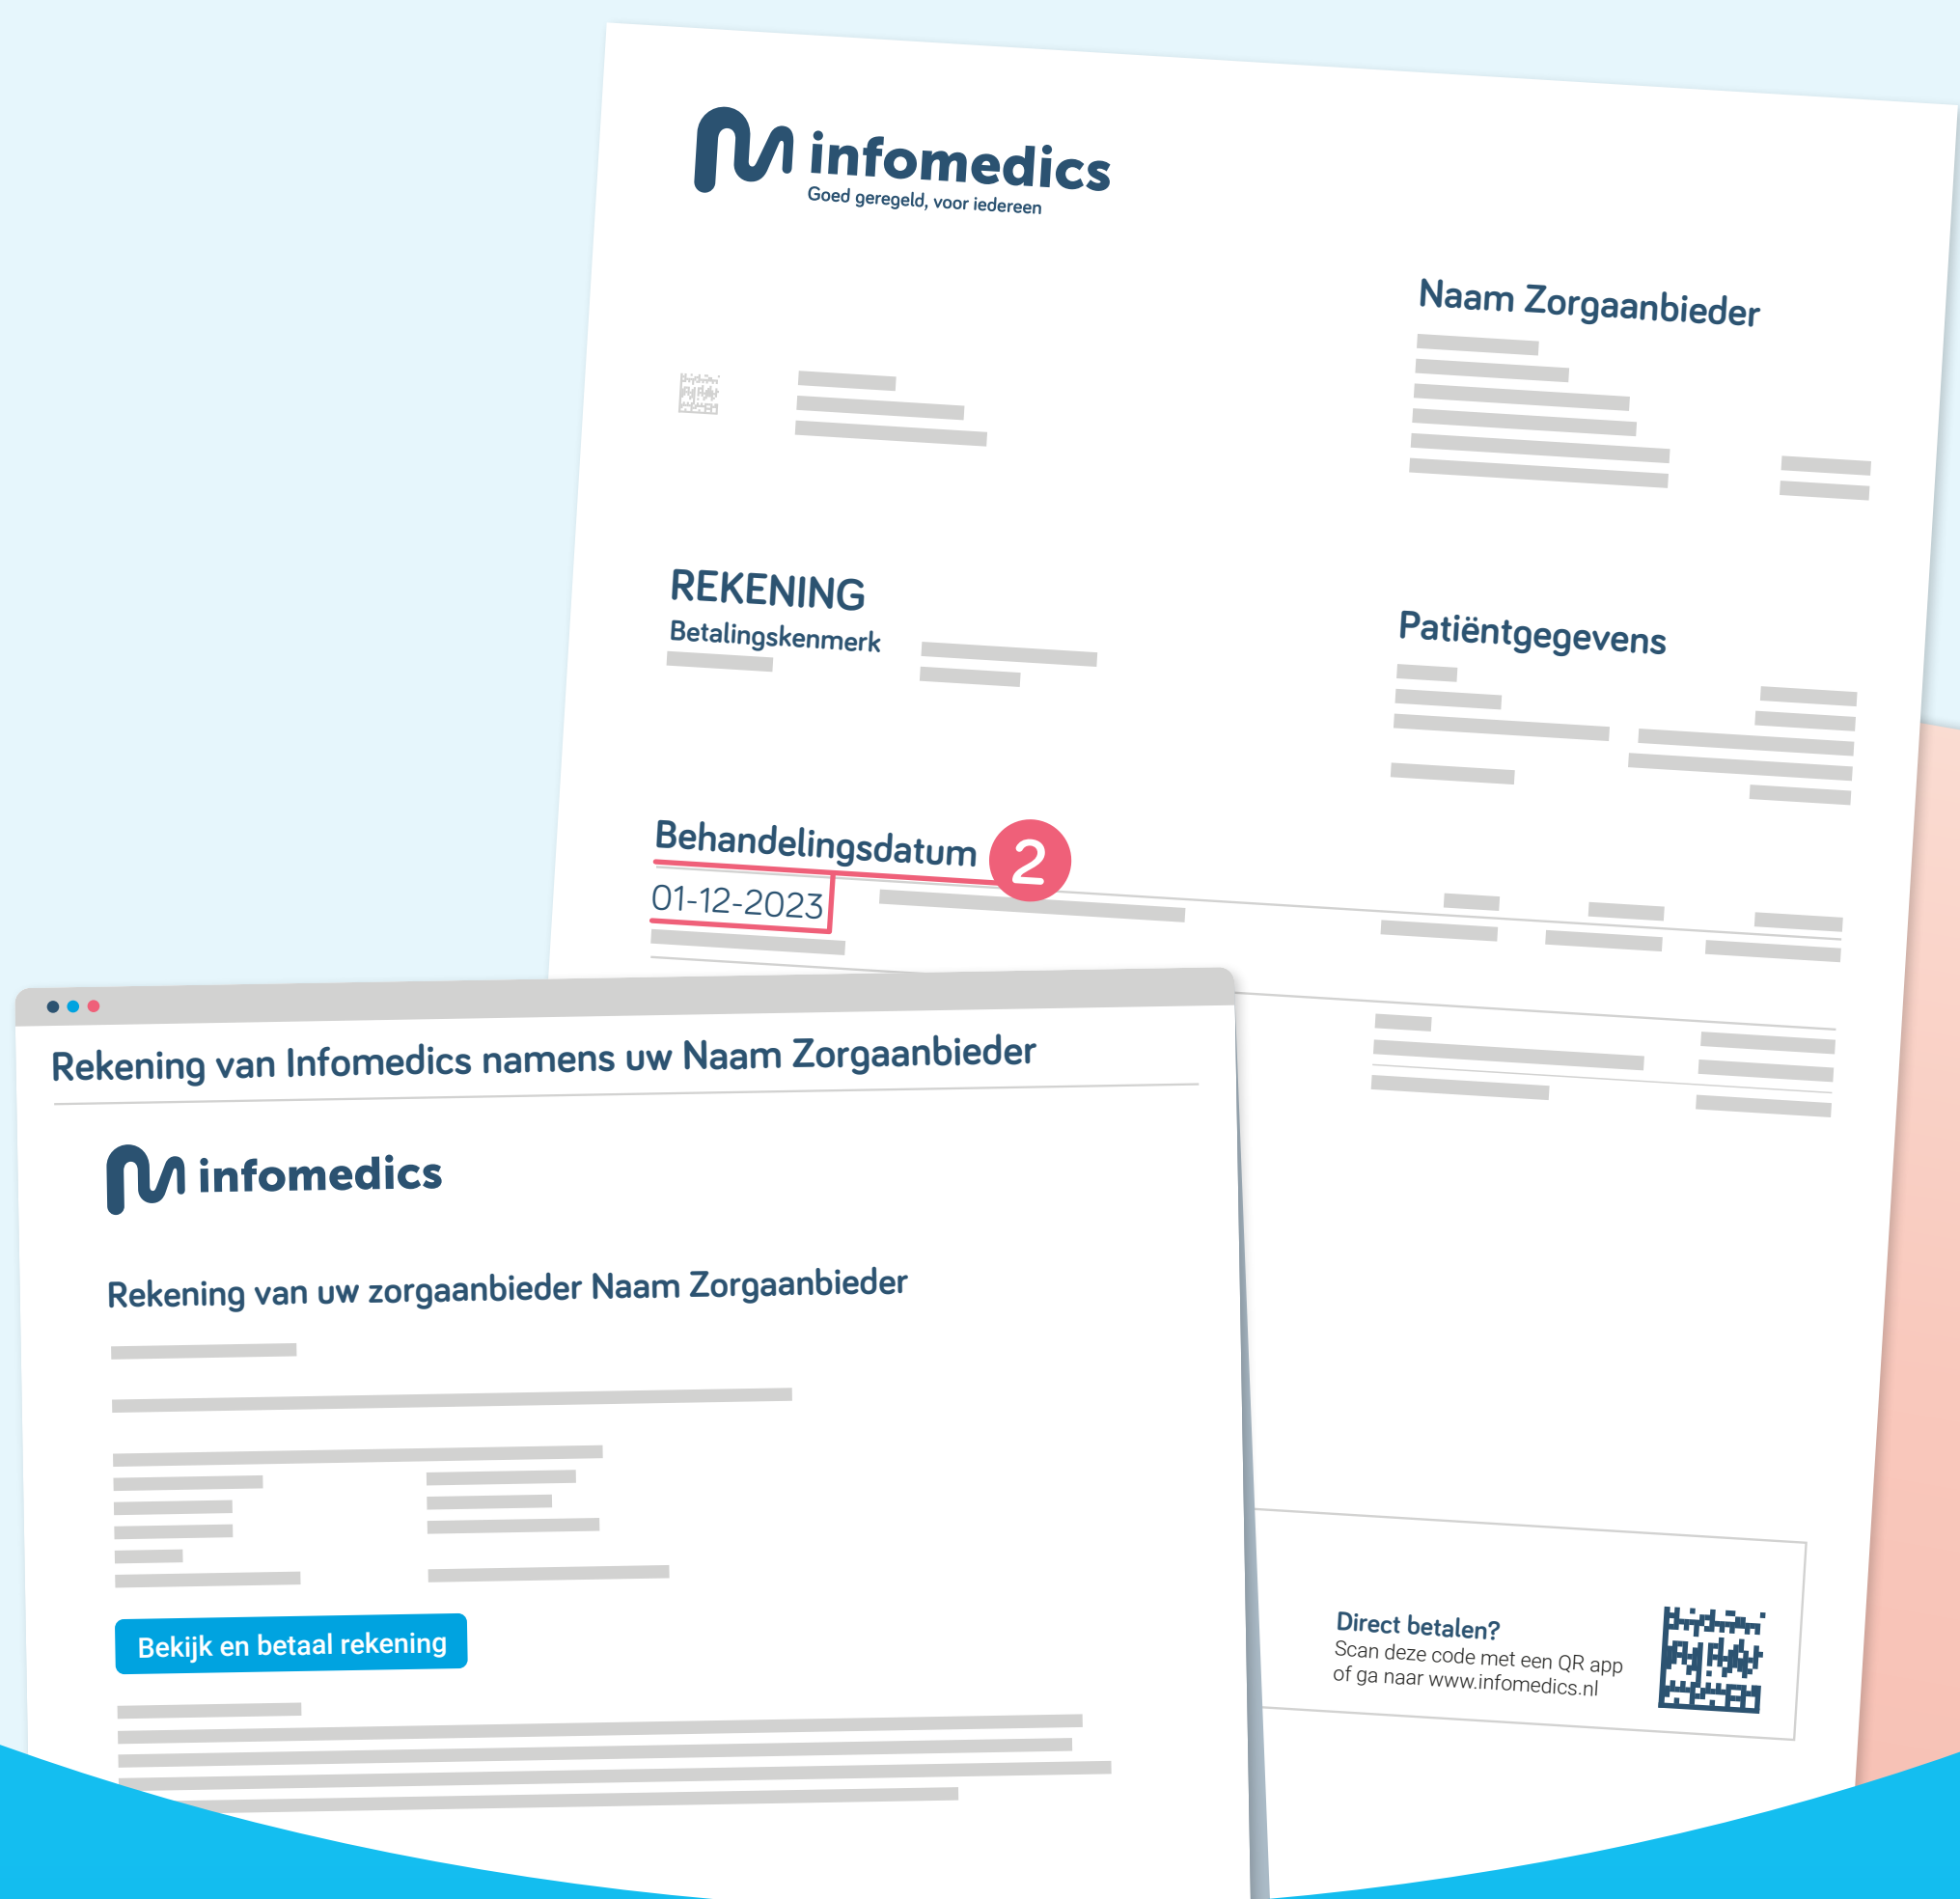 infomedics
Goed geregeld, voor iedereen
Naam Zorgaanbieder
REKENING
Betalingskenmerk
Patiëntgegevens
Behandelingsdatum
2
01-12-2023
Rekening van Infomedics namens uw Naam Zorgaanbieder
infomedics
Rekening van uw zorgaanbieder Naam Zorgaanbieder
Bekijk en betaal rekening
Direct betalen?
Scan deze code met een QR app
of ga naar www.infomedics.nl